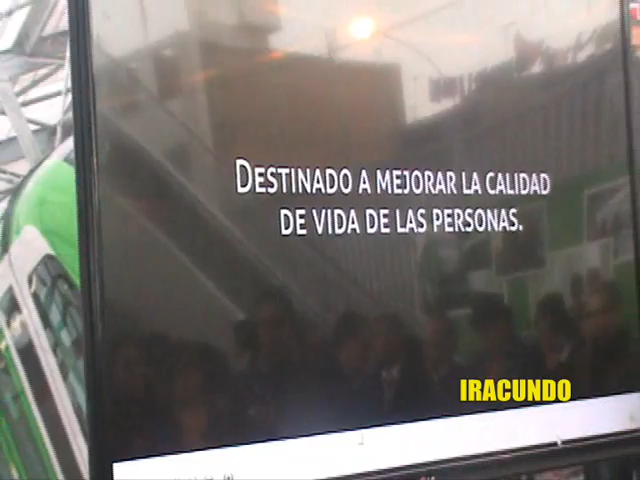 DESTINADO A MEJORAR LA CALIDAD
DE VIDA DE LAS PERSONAS.
IRACUNDO